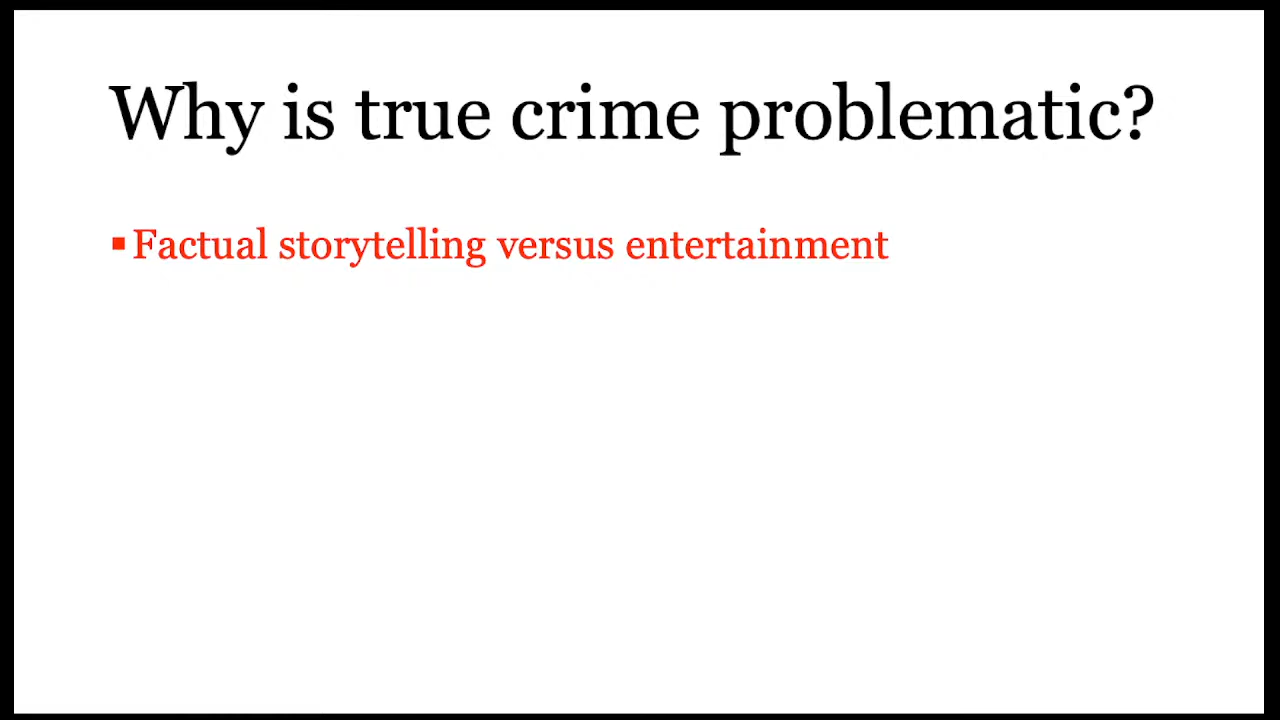 Why is true crime problematic?
▪Factual storytelling versus entertainment